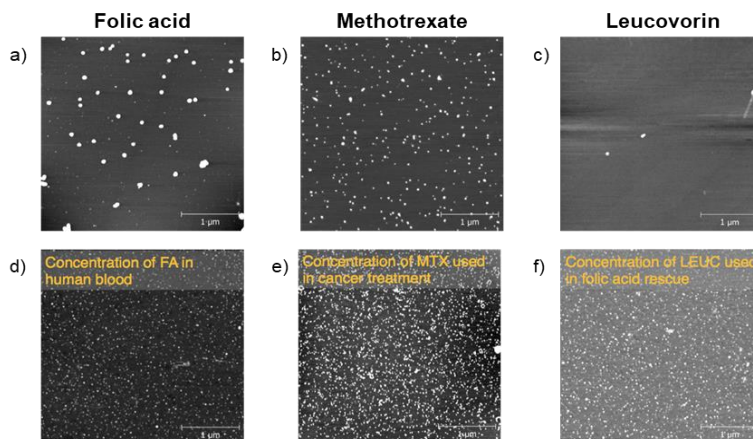 Folic acid
Methotrexate
Leucovorin
a)
b)
c)
1 µm
1 µm
1 µm
d)
Concentration of FA in
human blood
e)
Concentration of MTX used
in cancer treatment
f)
Concentration of LEUC used
in folic acid rescue
1 µm
1 µm
1 µm